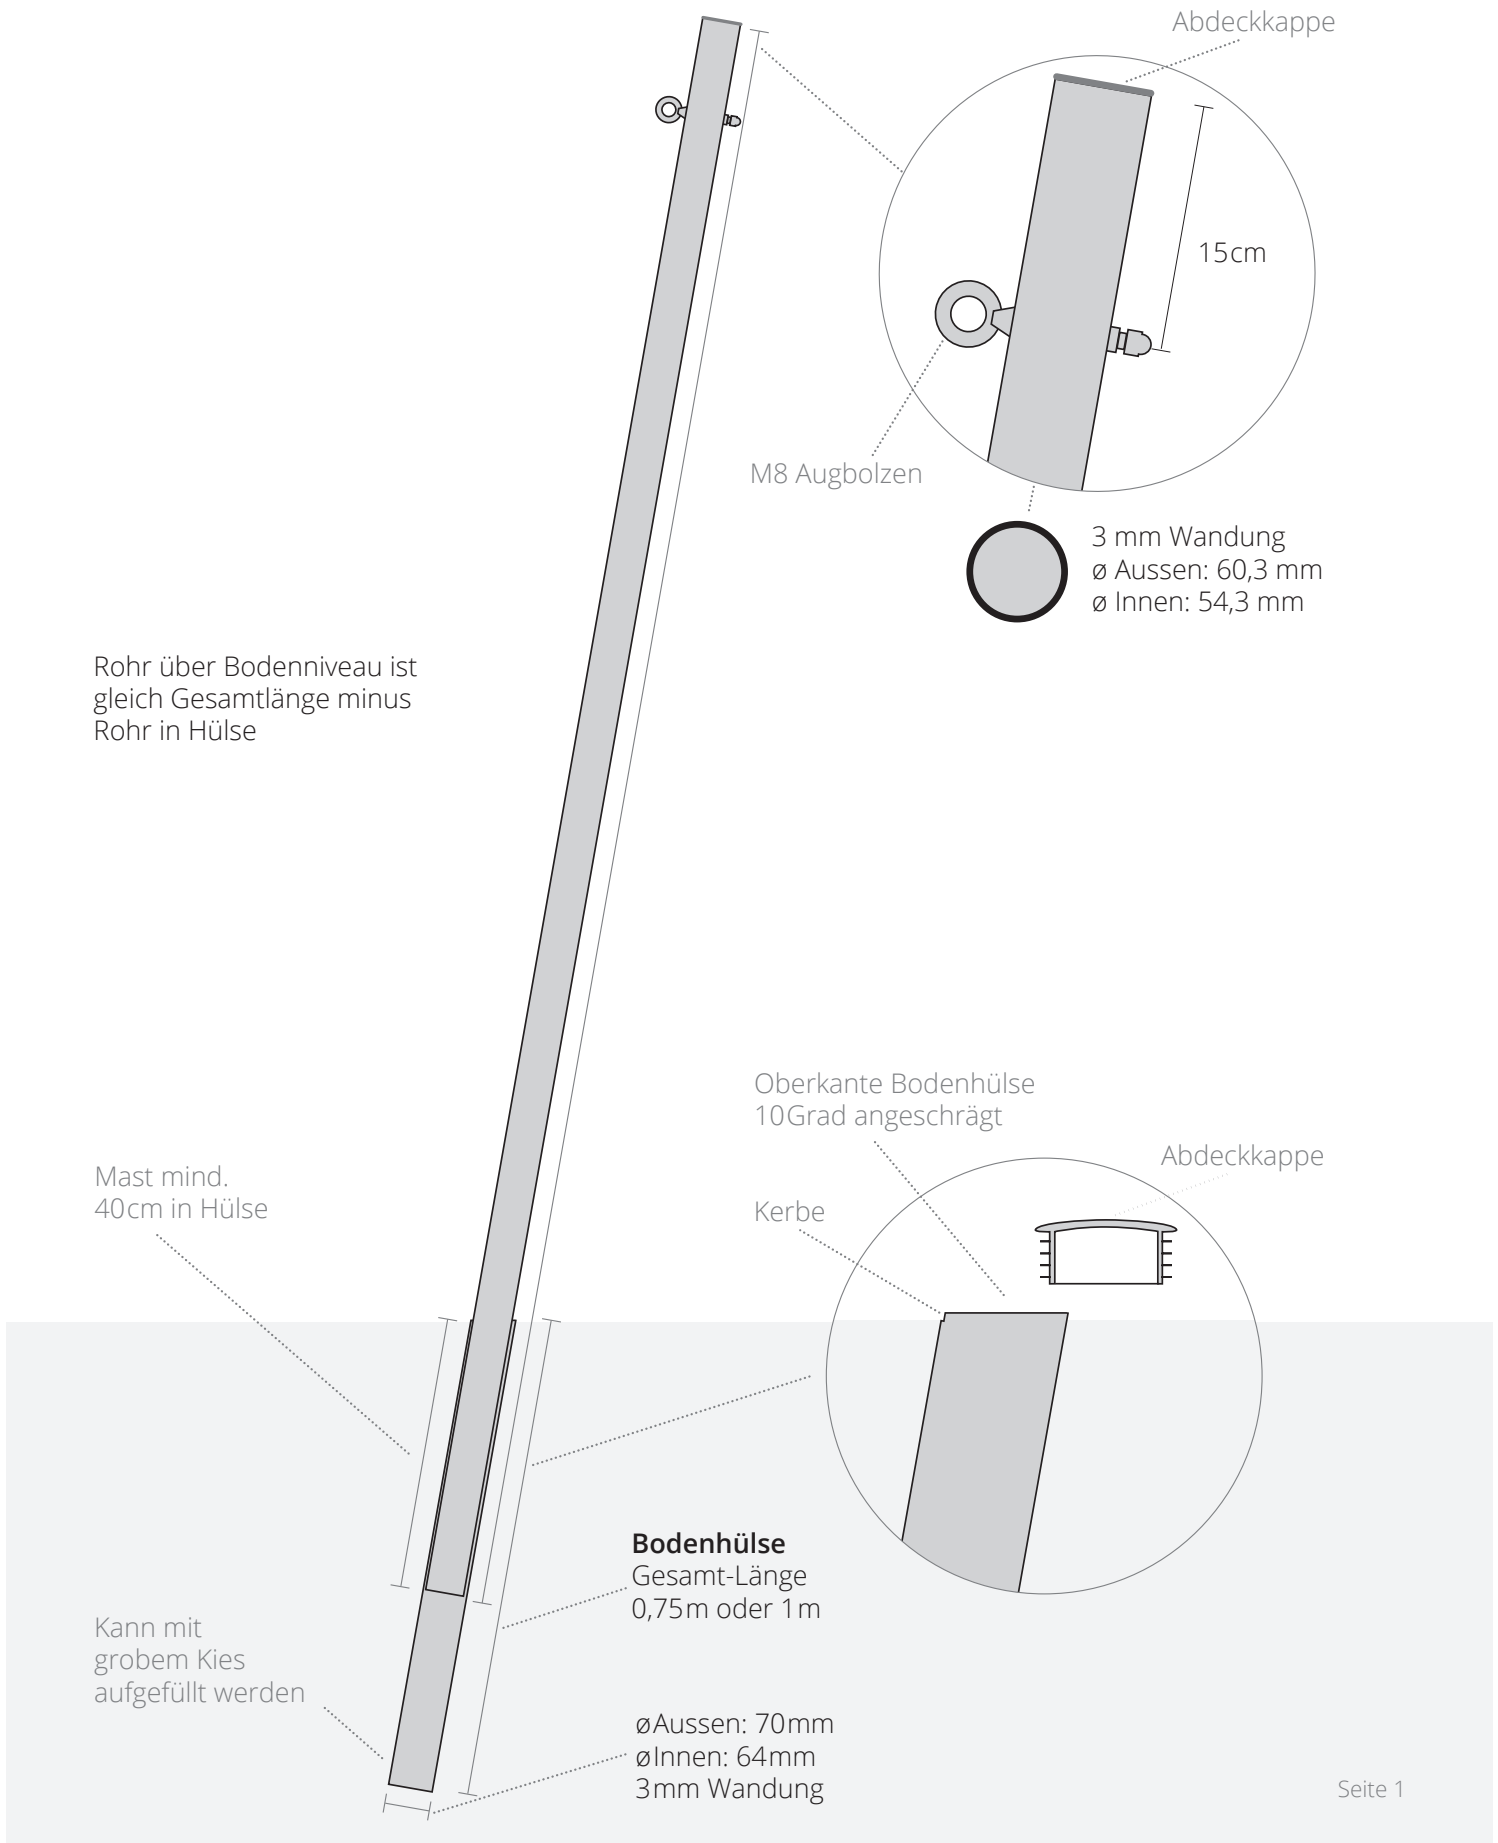 Abdeckkappe
15cm
M8 Augbolzen
3 mm Wandung
ø Aussen: 60,3 mm
ø Innen: 54,3 mm
Rohr über Bodenniveau ist
gleich Gesamtlänge minus
Rohr in Hülse
Oberkante Bodenhülse
10Grad angeschrägt
Abdeckkappe
Mast mind.
40cm in Hülse
Kerbe
Bodenhülse
Gesamt-Länge
0,75m oder 1m
Kann mit
grobem Kies
aufgefüllt werden
øAussen: 70mm
øInnen: 64mm
3mm Wandung
Seite 1